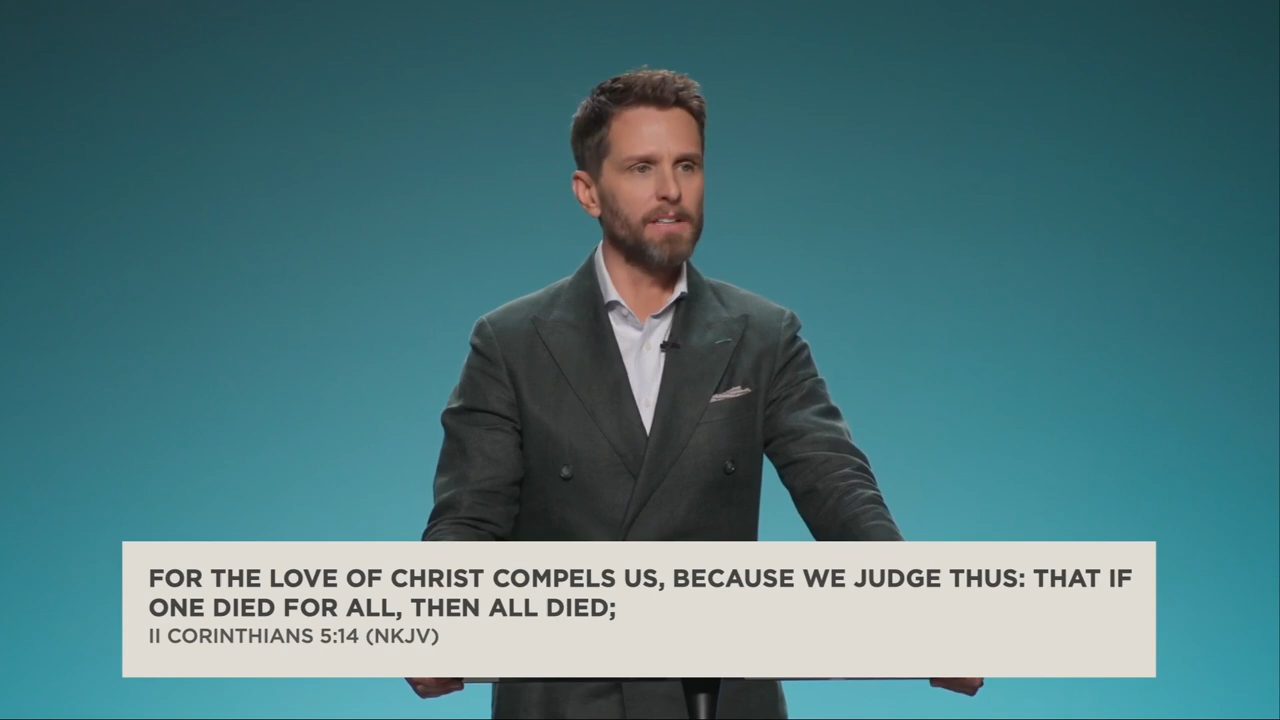 FOR THE LOVE OF CHRIST COMPELS US, BECAUSE WE JUDGE THUS: THAT IF
ONE DIED FOR ALL, THEN ALL DIED;
II CORINTHIANS 5:14 (NKJV)